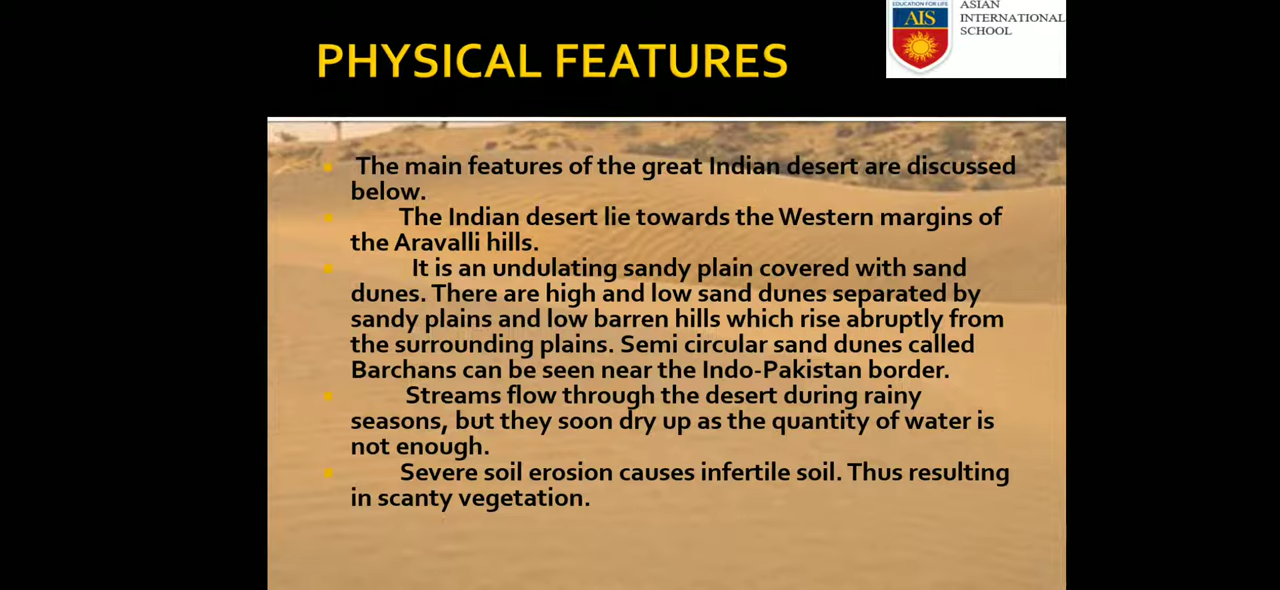 EDUCATION FOR LIFE
AIS
ASIAN
INTERNATIONAL
SCHOOL
PHYSICAL FEATURES
The main features of the great Indian desert are discussed
below.
The Indian desert lie towards the Western margins of
the Aravalli hills.
It is an undulating sandy plain covered with sand
dunes. There are high and low sand dunes separated by
sandy plains and low barren hills which rise abruptly from
the surrounding plains. Semi circular sand dunes called
Barchans can be seen near the Indo-Pakistan border.
Streams flow through the desert during rainy
seasons, but they soon dry up as the quantity of water is
not enough.
Severe soil erosion causes infertile soil. Thus resulting
in scanty vegetation.